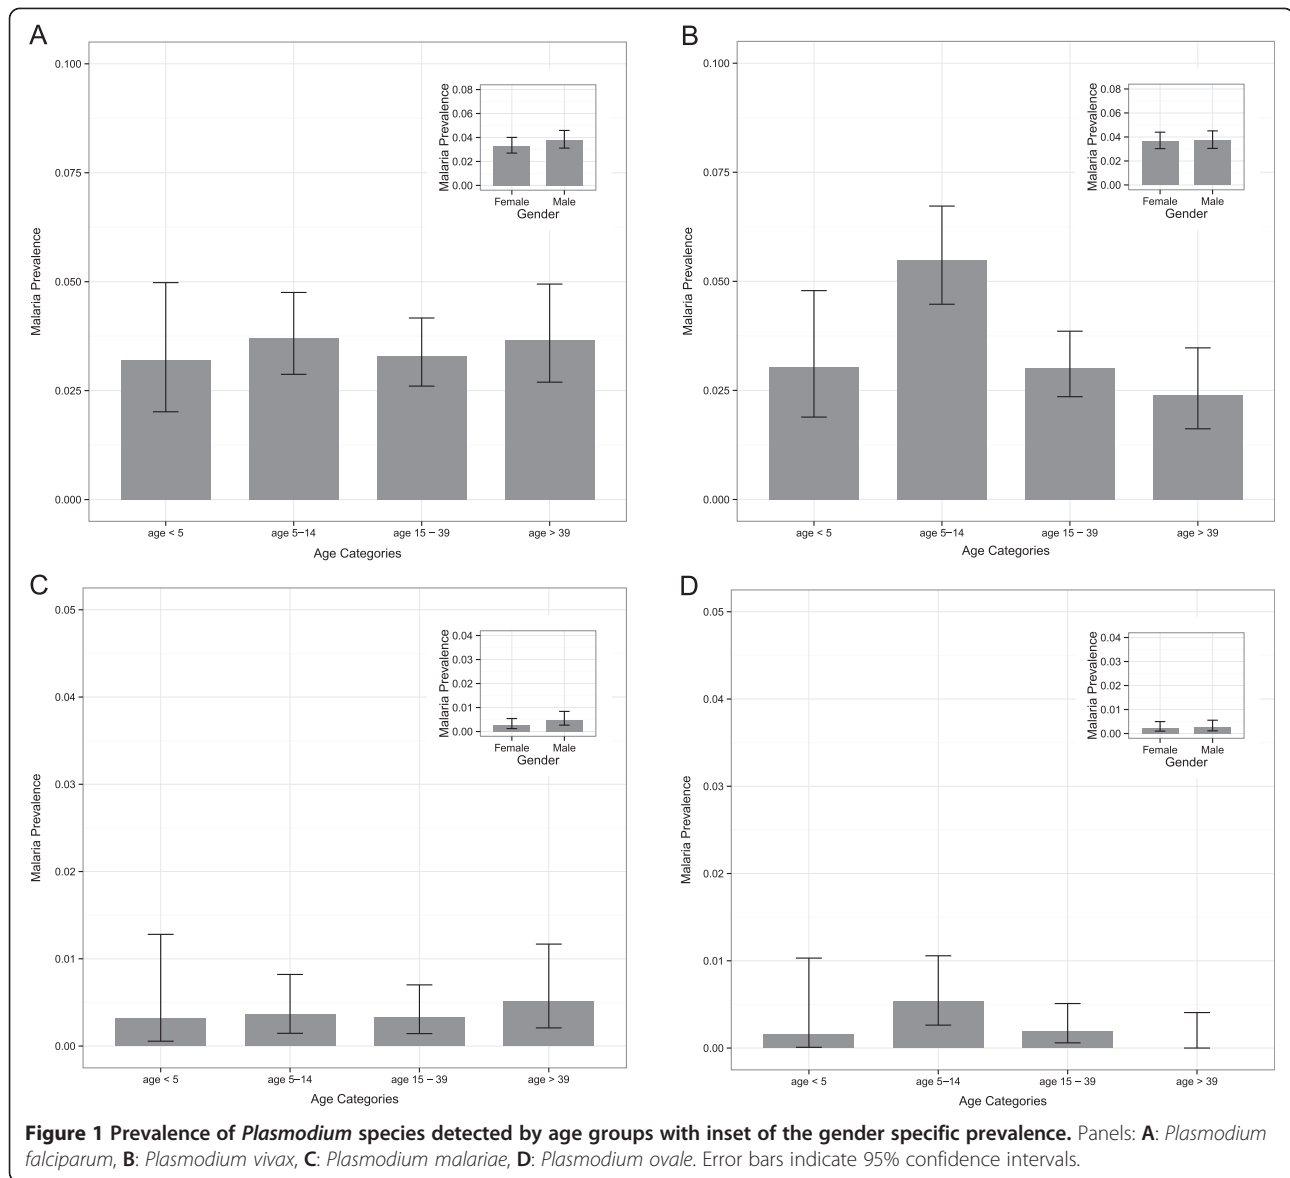 A
0.100
0.075
0.050
0.025
0.000
Malaria Prevalence
age < 5
age 5–14
age 15 – 39
age > 39
Age Categories
0.08
0.06
0.04
0.02
0.00
Malaria Prevalence
Female
Male
Gender
B
0.100
0.075
0.050
0.025
0.000
Malaria Prevalence
age < 5
age 5–14
age 15 – 39
age > 39
Age Categories
0.08
0.06
0.04
0.02
0.00
Malaria Prevalence
Female
Male
Gender
C
0.05
0.04
0.03
0.02
0.01
0.00
Malaria Prevalence
age < 5
age 5–14
age 15 – 39
age > 39
Age Categories
0.04
0.03
0.02
0.01
0.00
Malaria Prevalence
Female
Male
Gender
D
0.05
0.04
0.03
0.02
0.01
0.00
Malaria Prevalence
age < 5
age 5–14
age 15 – 39
age > 39
Age Categories
0.04
0.03
0.02
0.01
0.00
Malaria Prevalence
Female
Male
Gender
Figure 1 Prevalence of Plasmodium species detected by age groups with inset of the gender specific prevalence. Panels: A: Plasmodium
falciparum, B: Plasmodium vivax, C: Plasmodium malariae, D: Plasmodium ovale. Error bars indicate 95% confidence intervals.